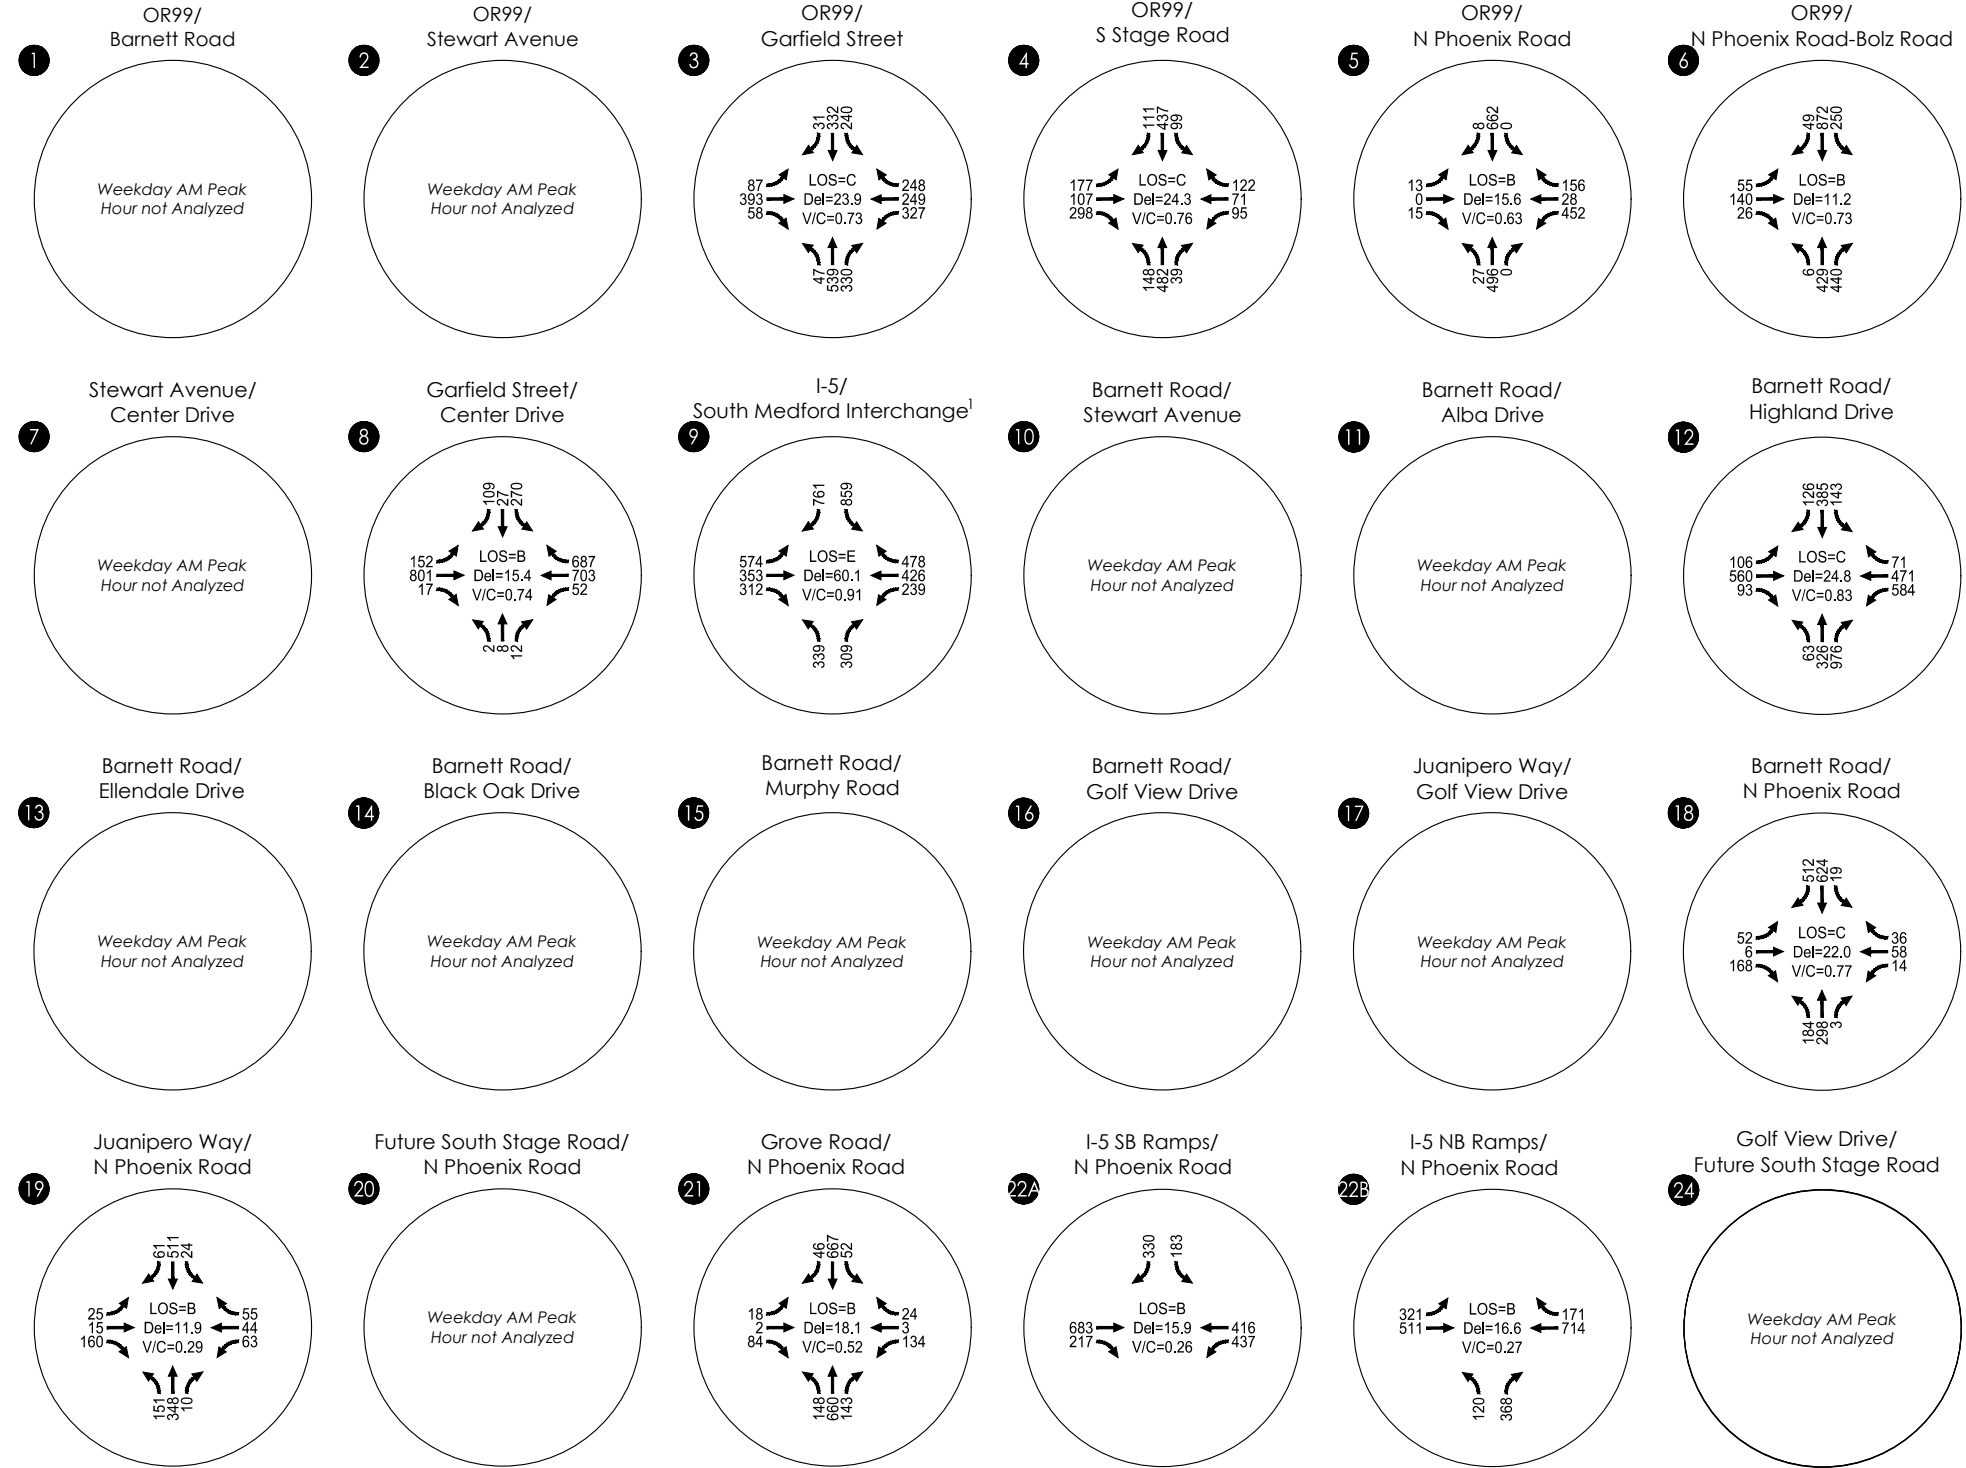 OR99/
Barnett Road
1
Weekday AM Peak
Hour not Analyzed
OR99/
Stewart Avenue
2
Weekday AM Peak
Hour not Analyzed
OR99/
Garfield Street
3
31
332
240
87
393
58
LOS=C
Del=23.9
V/C=0.73
248
249
327
47
539
330
OR99/
S Stage Road
4
111
437
99
177
107
298
LOS=C
Del=24.3
V/C=0.76
122
71
95
148
482
39
OR99/
N Phoenix Road
5
8
662
0
13
0
15
LOS=B
Del=15.6
V/C=0.63
156
28
452
27
496
0
OR99/
N Phoenix Road-Bolz Road
6
49
872
250
55
140
26
LOS=B
Del=11.2
V/C=0.73
6
429
440
Stewart Avenue/
Center Drive
7
Weekday AM Peak
Hour not Analyzed
Garfield Street/
Center Drive
8
109
27
270
152
801
17
LOS=B
Del=15.4
V/C=0.74
687
703
52
2
8
12
I-5/
South Medford Interchange1
9
761
859
574
353
312
LOS=E
Del=60.1
V/C=0.91
478
426
239
339
309
Barnett Road/
Stewart Avenue
10
Weekday AM Peak
Hour not Analyzed
Barnett Road/
Alba Drive
11
Weekday AM Peak
Hour not Analyzed
Barnett Road/
Highland Drive
12
126
385
143
106
560
93
LOS=C
Del=24.8
V/C=0.83
71
471
584
63
326
976
Barnett Road/
Ellendale Drive
13
Weekday AM Peak
Hour not Analyzed
Barnett Road/
Black Oak Drive
14
Weekday AM Peak
Hour not Analyzed
Barnett Road/
Murphy Road
15
Weekday AM Peak
Hour not Analyzed
Barnett Road/
Golf View Drive
16
Weekday AM Peak
Hour not Analyzed
Juanipero Way/
Golf View Drive
17
Weekday AM Peak
Hour not Analyzed
Barnett Road/
N Phoenix Road
18
512
624
19
52
6
168
LOS=C
Del=22.0
V/C=0.77
36
58
14
184
298
3
Juanipero Way/
N Phoenix Road
19
61
511
24
25
15
160
LOS=B
Del=11.9
V/C=0.29
55
44
63
151
348
10
Future South Stage Road/
N Phoenix Road
20
Weekday AM Peak
Hour not Analyzed
Grove Road/
N Phoenix Road
21
46
667
52
18
2
84
LOS=B
Del=18.1
V/C=0.52
24
3
134
148
660
143
I-5 SB Ramps/
N Phoenix Road
22A
330
183
683
217
LOS=B
Del=15.9
V/C=0.26
416
437
I-5 NB Ramps/
N Phoenix Road
22B
321
511
LOS=B
Del=16.6
V/C=0.27
171
714
120
368
Golf View Drive/
Future South Stage Road
24
Weekday AM Peak
Hour not Analyzed